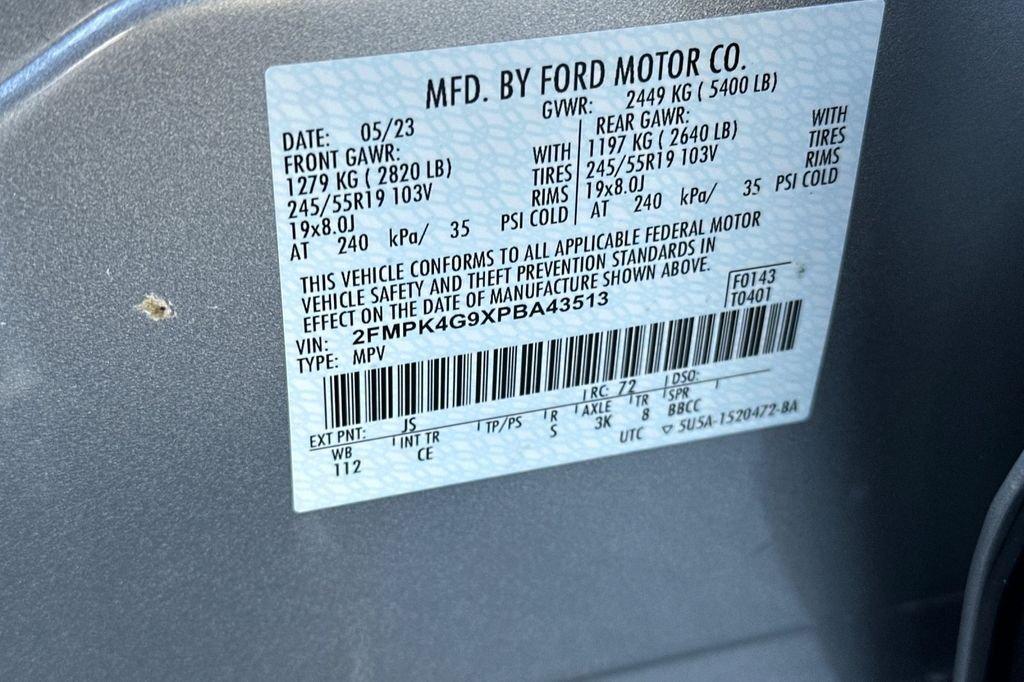 MFD. BY FORD MOTOR CO.
DATE: 05/23 GVWR: 2449 KG ( 5400 LB)
FRONT GAWR: REAR GAWR:
1279 KG ( 2820 LB) WITH 1197 KG ( 2640 LB) WITH
245/55R19 103V TIRES 245/55R19 103V TIRES
19x8.0J RIMS 19x8.0J RIMS
AT 240 kPa/ 35 PSI COLD AT 240 kPa/ 35 PSI COLD
THIS VEHICLE CONFORMS TO ALL APPLICABLE FEDERAL MOTOR
VEHICLE SAFETY AND THEFT PREVENTION STANDARDS IN
EFFECT ON THE DATE OF MANUFACTURE SHOWN ABOVE.
VIN: 2FMPK4G9XPBA43513 F0143
TYPE: MPV T0401
EXT PNT: JS RC: 72 DSO:
WB INT TR TP/PS R AXLE TR SPR
112 CE S 3K 8 BBCC
UTC ▽ 5U5A-1520472-BA